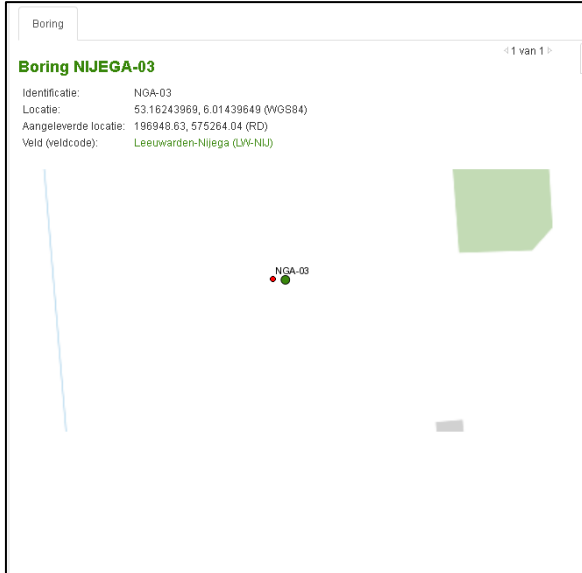 Boring
◁ 1 van 1 ▷
Boring NIJEGA-03
Identificatie: NGA-03
Locatie: 53.16243969, 6.01439649 (WGS84)
Aangeleverde locatie: 196948.63, 575264.04 (RD)
Veld (veldcode): Leeuwarden-Nijega (LW-NIJ)
NGA-03